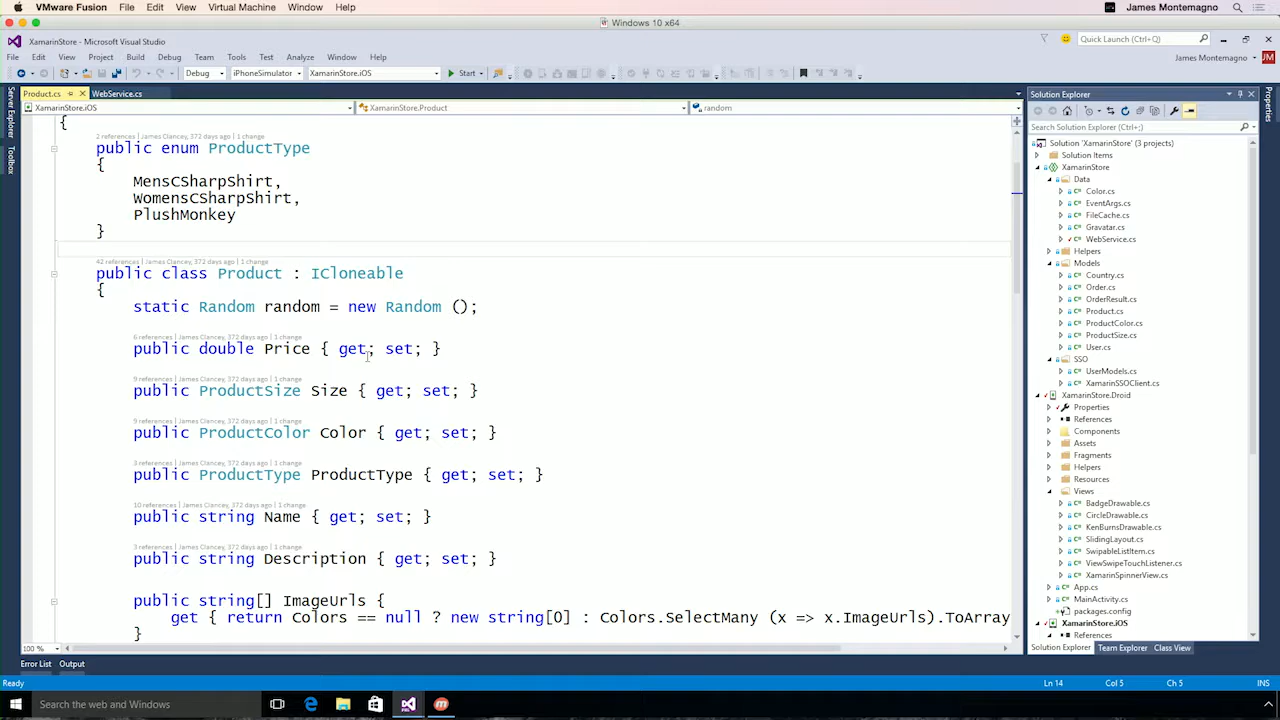 VMware Fusion File Edit View Virtual Machine Window Help James Montemagno
Windows 10 x64
XamarinStore - Microsoft Visual Studio Quick Launch (Ctrl+Q)
File Edit View Project Build Debug Team Tools Test Analyze Window Help James Montemagno JM
Debug iPhoneSimulator XamarinStore.iOS Start
Product.cs WebService.cs
XamarinStore.iOS XamarinStore.Product random
Server Explorer
Toolbox
{
2 references | James Clancey, 372 days ago | 1 change
public enum ProductType
{
MensCSharpShirt,
WomensCSharpShirt,
PlushMonkey
}
42 references | James Clancey, 372 days ago | 1 change
public class Product : ICloneable
{
static Random random = new Random ();
6 references | James Clancey, 372 days ago | 1 change
public double Price { get; set; }
9 references | James Clancey, 372 days ago | 1 change
public ProductSize Size { get; set; }
9 references | James Clancey, 372 days ago | 1 change
public ProductColor Color { get; set; }
3 references | James Clancey, 372 days ago | 1 change
public ProductType ProductType { get; set; }
10 references | James Clancey, 372 days ago | 1 change
public string Name { get; set; }
3 references | James Clancey, 372 days ago | 1 change
public string Description { get; set; }
public string[] ImageUrls {
get { return Colors == null ? new string[0] : Colors.SelectMany (x => x.ImageUrls).ToArray
}
100 %
Solution Explorer
Search Solution Explorer (Ctrl+;)
Solution 'XamarinStore' (3 projects)
Solution Items
XamarinStore
Data
Color.cs
EventArgs.cs
FileCache.cs
Gravatar.cs
WebService.cs
Helpers
Models
Country.cs
Order.cs
OrderResult.cs
Product.cs
ProductColor.cs
ProductSize.cs
User.cs
SSO
UserModels.cs
XamarinSSOClient.cs
XamarinStore.Droid
Properties
References
Components
Assets
Fragments
Helpers
Resources
Views
BadgeDrawable.cs
CircleDrawable.cs
KenBurnsDrawable.cs
SlidingLayout.cs
SwipableListItem.cs
ViewSwipeTouchListener.cs
XamarinSpinnerView.cs
App.cs
MainActivity.cs
packages.config
XamarinStore.iOS
References
Solution Explorer Team Explorer Class View
Properties
Error List Output
Ready Ln 14 Col 5 Ch 5 INS
Search the web and Windows